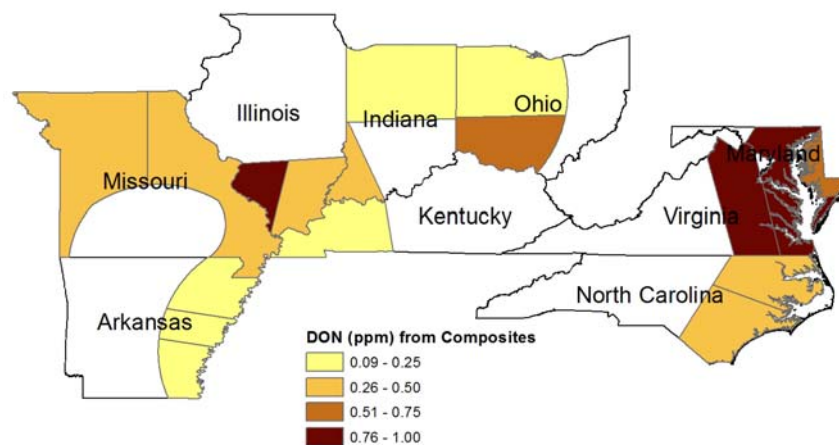 Illinois
Indiana
Ohio
Missouri
Maryland
Kentucky
Virginia
Arkansas
North Carolina
DON (ppm) from Composites
0.09 - 0.25
0.26 - 0.50
0.51 - 0.75
0.76 - 1.00